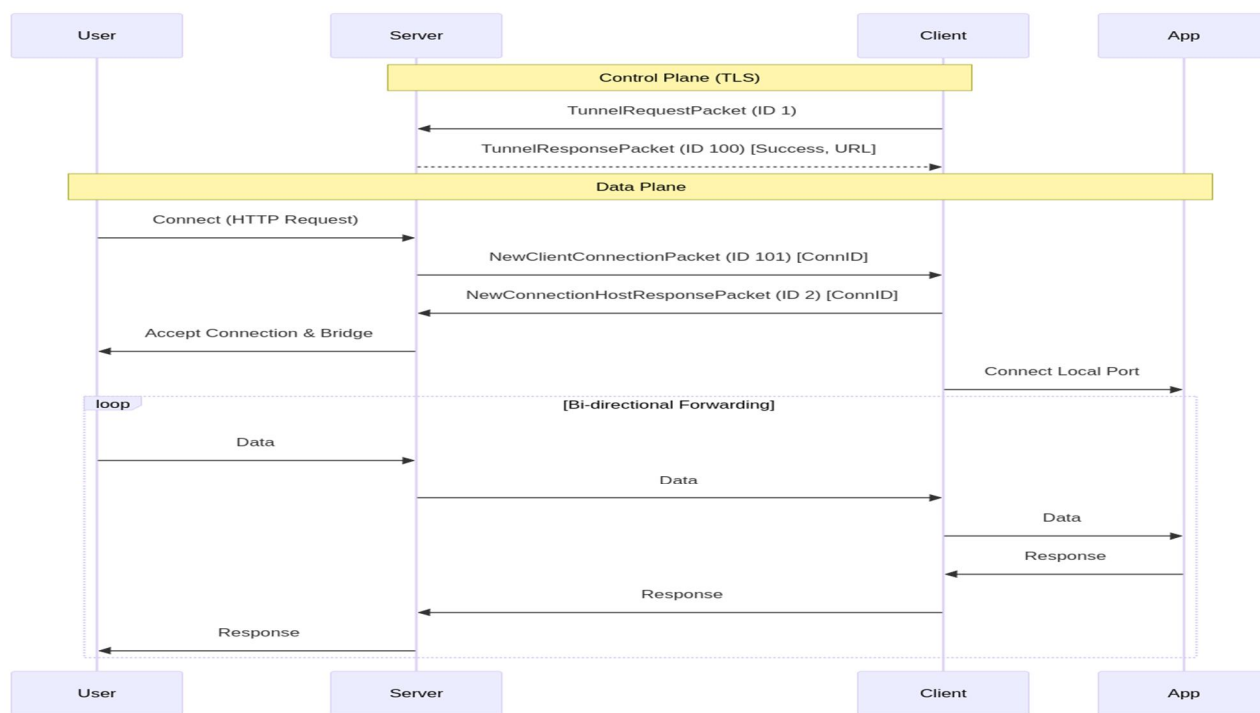 User Server Client App
Control Plane (TLS)
TunnelRequestPacket (ID 1)
TunnelResponsePacket (ID 100) [Success, URL]
Data Plane
Connect (HTTP Request)
NewClientConnectionPacket (ID 101) [ConnID]
NewConnectionHostResponsePacket (ID 2) [ConnID]
Accept Connection & Bridge
Connect Local Port
loop [Bi-directional Forwarding]
Data
Data
Data
Response
Response
Response
User Server Client App